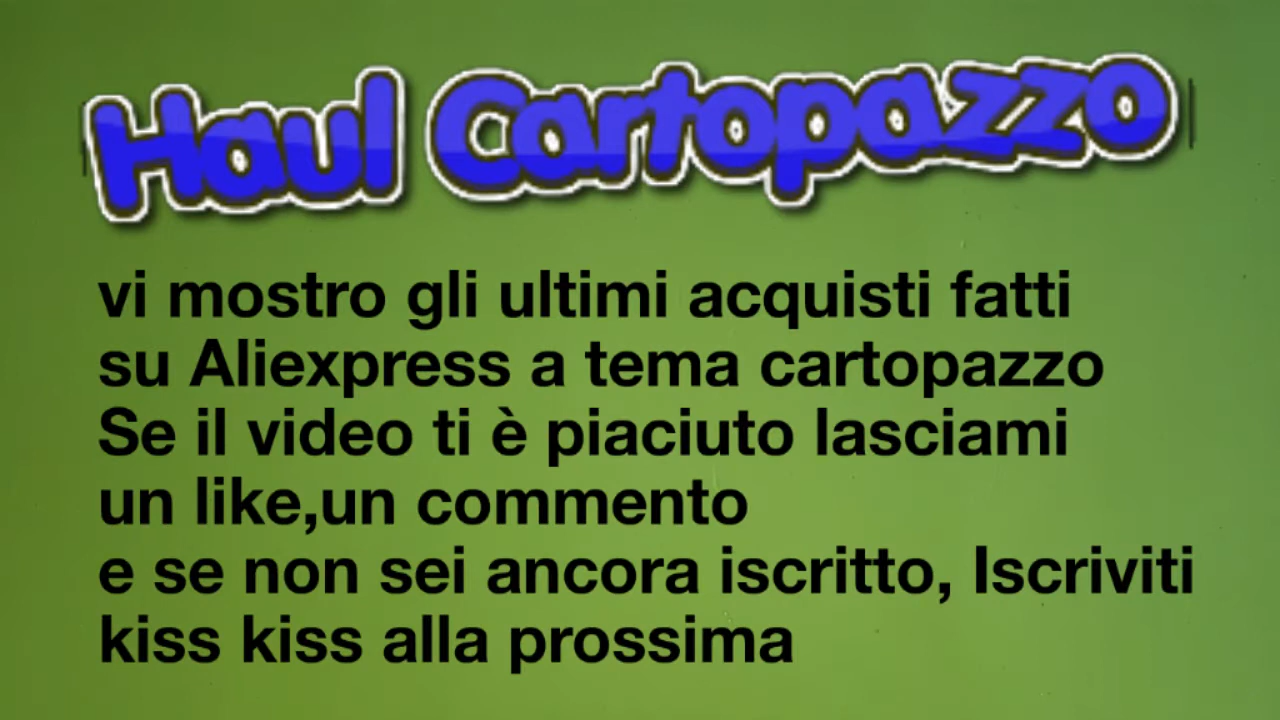 Haul Cartopazzo
vi mostro gli ultimi acquisti fatti
su Aliexpress a tema cartopazzo
Se il video ti è piaciuto lasciami
un like,un commento
e se non sei ancora iscritto, Iscriviti
kiss kiss alla prossima